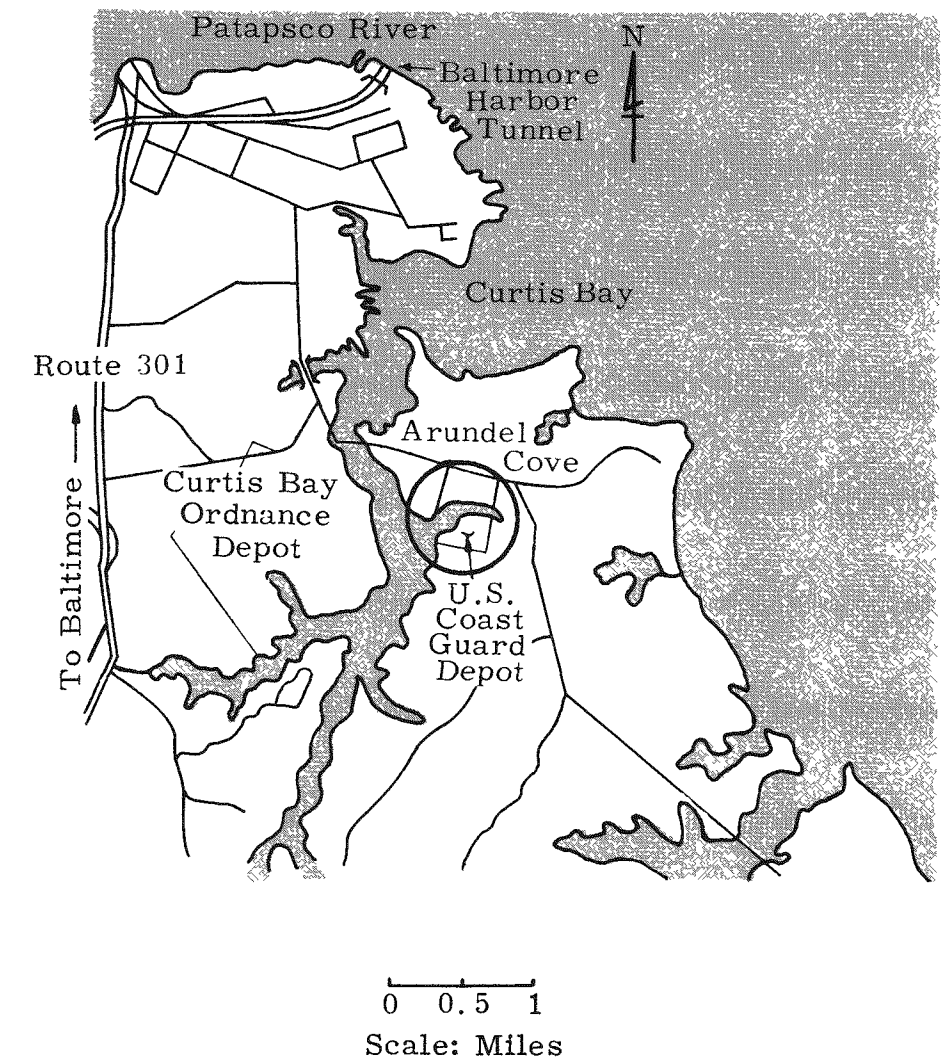 Patapsco River
N
Baltimore
Harbor
Tunnel
Curtis Bay
Route 301
Arundel
Cove
Curtis Bay
Ordnance
Depot
To Baltimore
U.S.
Coast
Guard
Depot
0 0.5 1
Scale: Miles